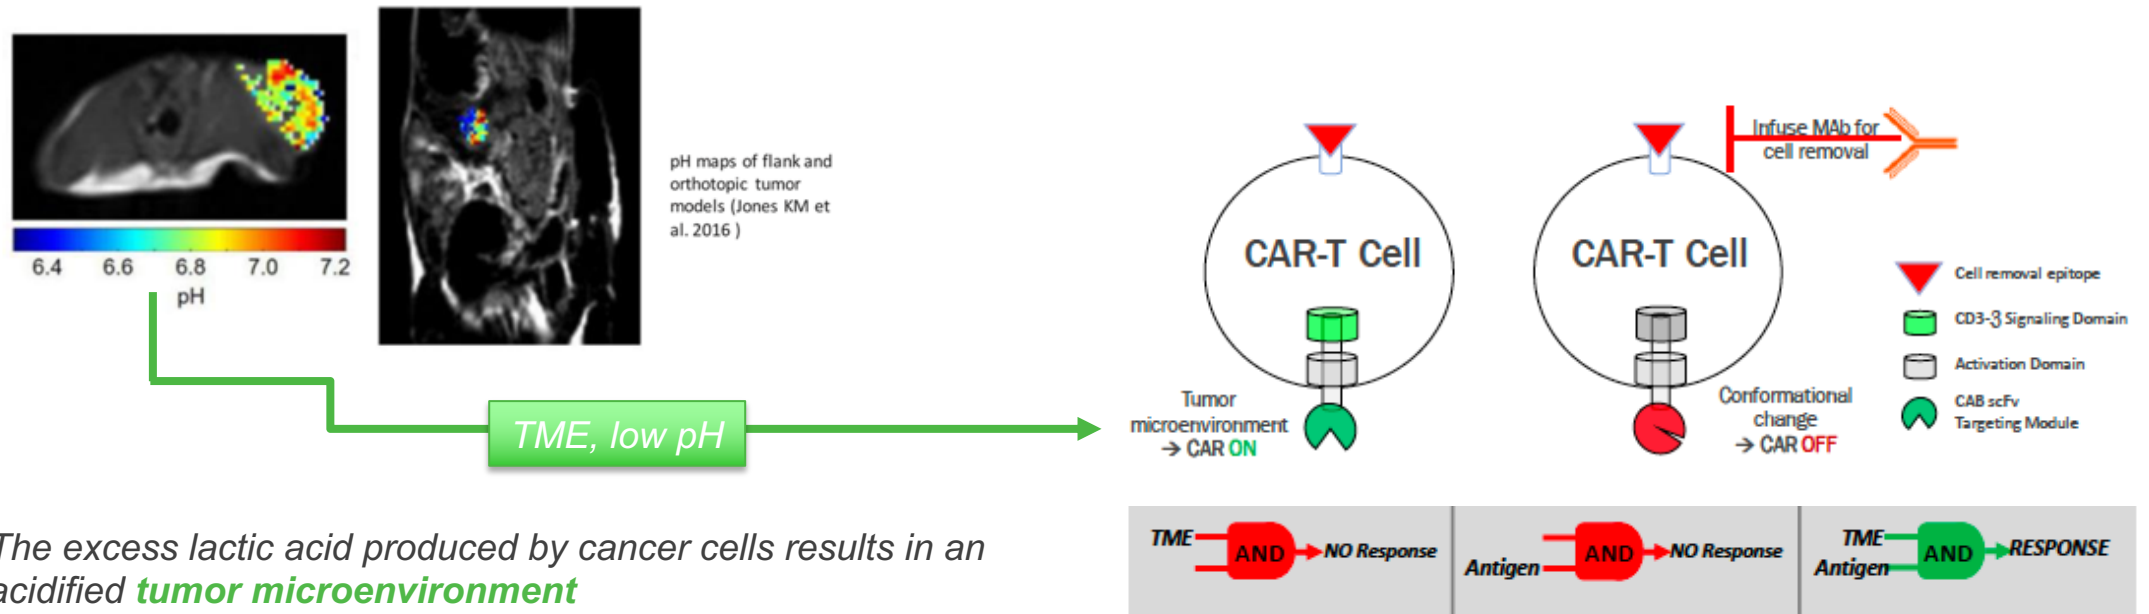 6.4 6.6 6.8 7.0 7.2
pH
pH maps of flank and
orthotopic tumor
models (Jones KM et
al. 2016 )
TME, low pH
The excess lactic acid produced by cancer cells results in an
acidified tumor microenvironment
CAR-T Cell
Tumor
microenvironment
→ CAR ON
Infuse MAb for
cell removal
CAR-T Cell
Conformational
change
→ CAR OFF
Cell removal epitope
CD3-ʒ Signaling Domain
Activation Domain
CAB scFv
Targeting Module
TME
AND
NO Response
Antigen
AND
NO Response
TME
Antigen
AND
RESPONSE